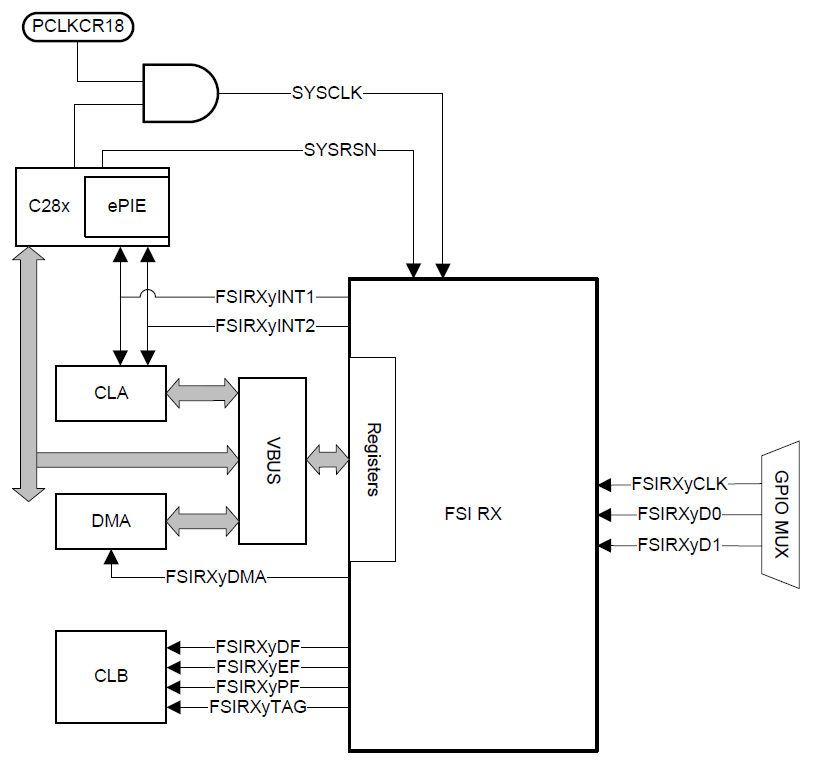 PCLKCR18
SYSCLK
SYSRSN
C28x
ePIE
FSIRXyINT1
FSIRXyINT2
CLA
VBUS
Registers
FSIRXyCLK
GPIO MUX
FSI RX
FSIRXyD0
DMA
FSIRXyD1
FSIRXyDMA
FSIRXyDF
FSIRXyEF
CLB
FSIRXyPF
FSIRXyTAG